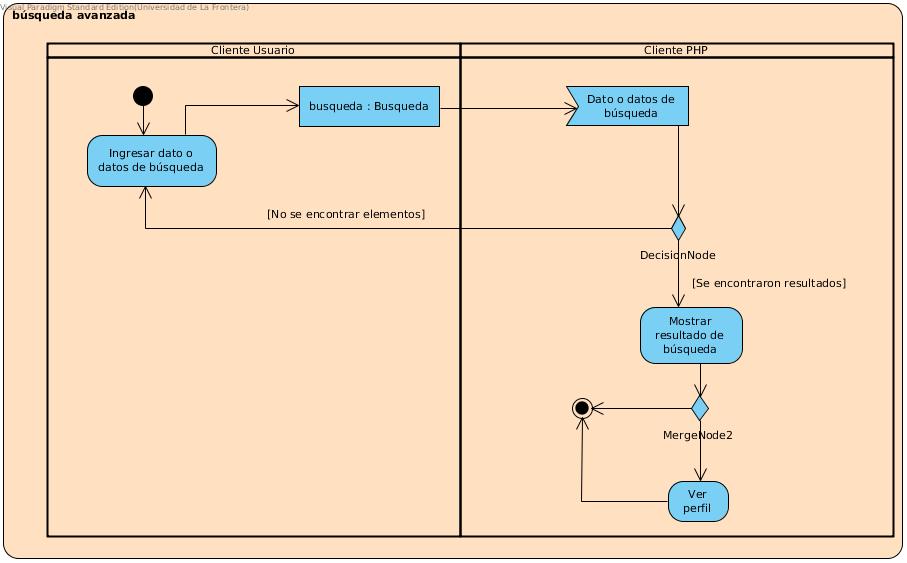 Visual Paradigm Standard Edition(Universidad de La Frontera)
búsqueda avanzada
Cliente Usuario
Cliente PHP
Ingresar dato o
datos de búsqueda
busqueda : Busqueda
Dato o datos de
búsqueda
[No se encontrar elementos]
DecisionNode
[Se encontraron resultados]
Mostrar
resultado de
búsqueda
MergeNode2
Ver
perfil